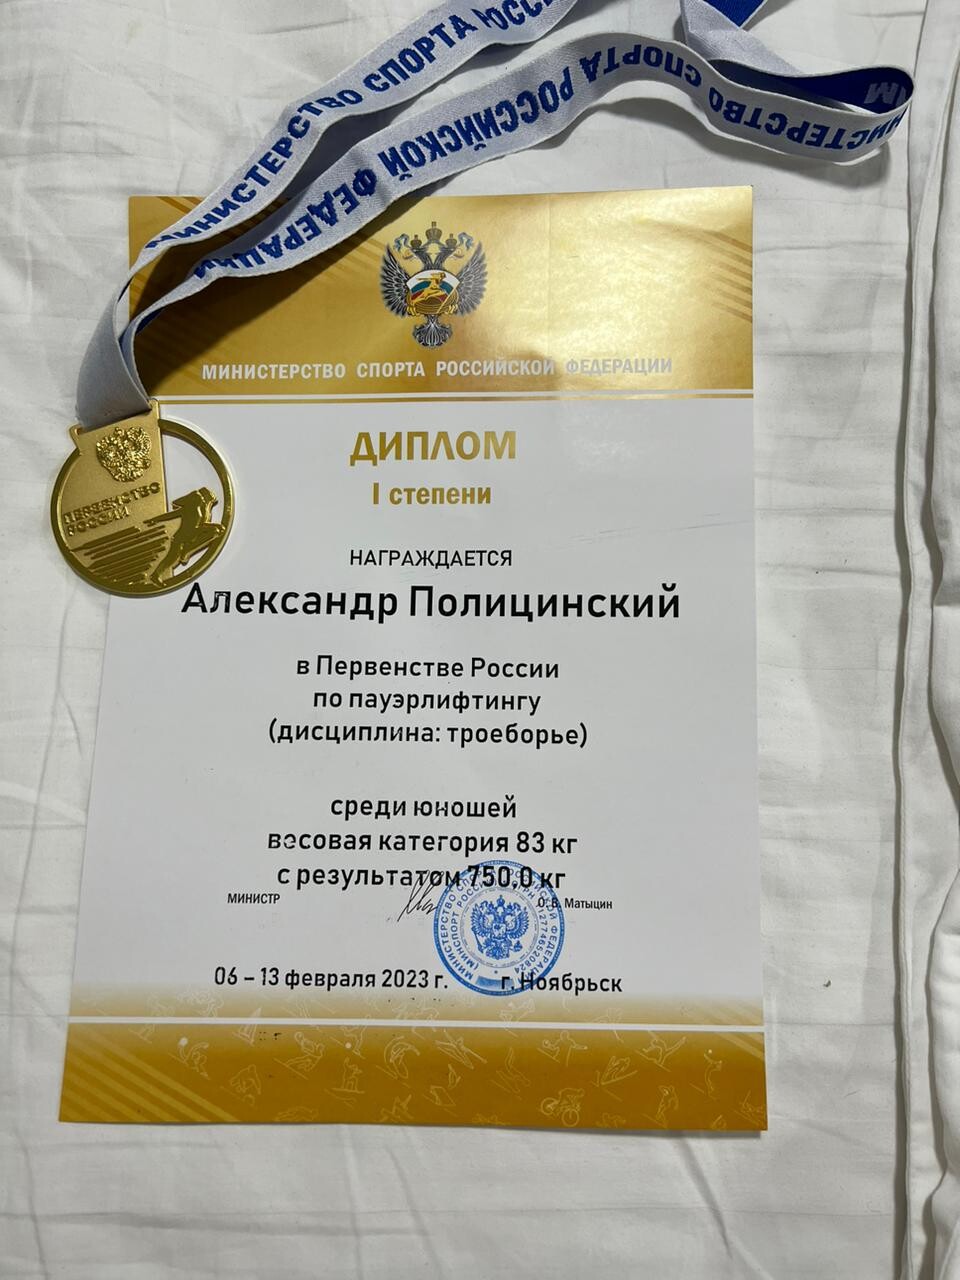 МИНИСТЕРСТВО СПОРТА РОССИЙСКОЙ ФЕДЕРАЦИИ
МИНИСТЕРСТВО СПОРТА РОССИЙСКОЙ ФЕДЕРАЦИИ
ПЕРВЕНСТВО
РОССИИ
ДИПЛОМ
I степени
НАГРАЖДАЕТСЯ
Александр Полицинский
в Первенстве России
по пауэрлифтингу
(дисциплина: троеборье)
среди юношей
весовая категория 83 кг
с результатом 750,0 кг
МИНИСТР О. В. Матыцин
06 – 13 февраля 2023 г. г. Ноябрьск